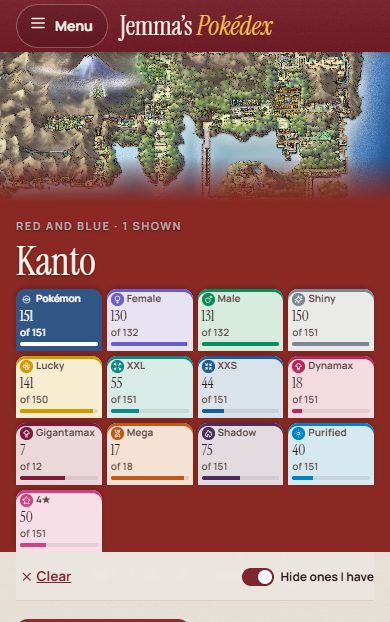 Menu
Jemma's Pokédex
RED AND BLUE · 1 SHOWN
Kanto
Pokémon
151
of 151
Female
130
of 132
Male
131
of 132
Shiny
150
of 151
Lucky
141
of 150
XXL
55
of 151
XXS
44
of 151
Dynamax
18
of 151
Gigantamax
7
of 12
Mega
17
of 18
Shadow
75
of 151
Purified
40
of 151
4★
50
of 151
× Clear
Hide ones I have